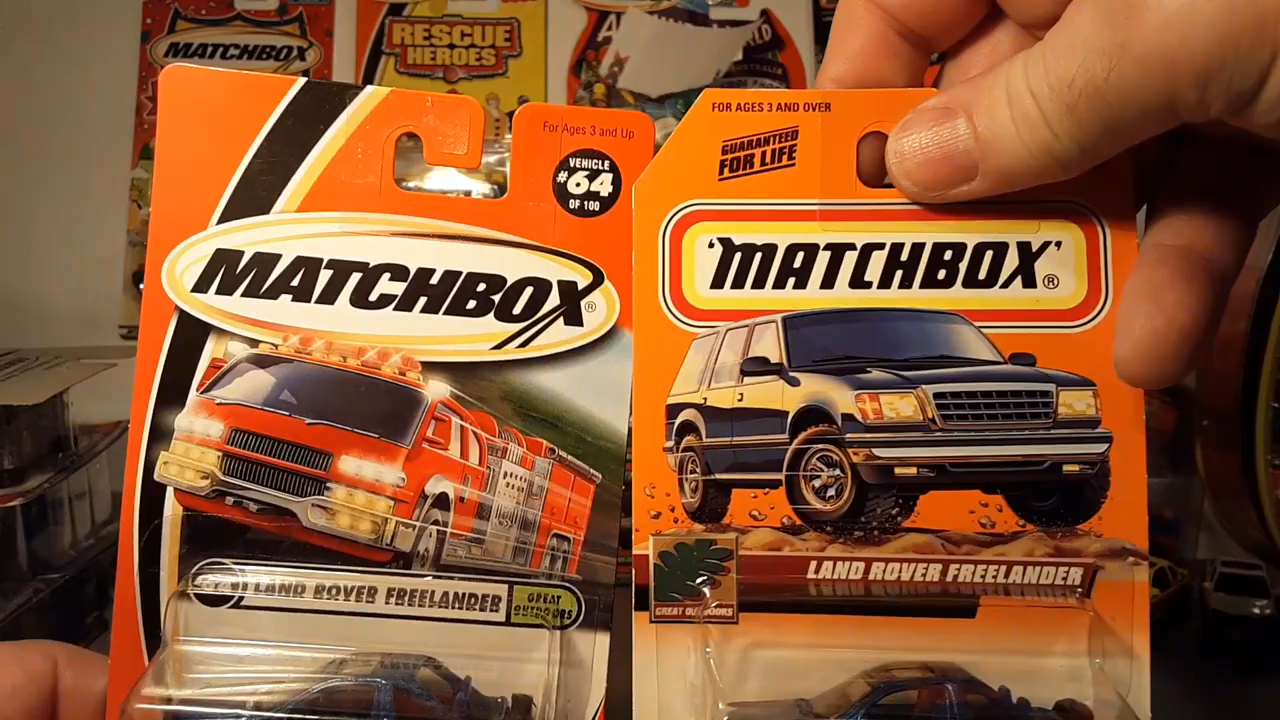 MATCHBOX
RESCUE
HEROES
AUSTRALIA
For Ages 3 and Up
VEHICLE
#64
OF 100
MATCHBOX®
LAND ROVER FREELANDER
GREAT
OUTDOORS
FOR AGES 3 AND OVER
GUARANTEED
FOR LIFE
'MATCHBOX'®
LAND ROVER FREELANDER
GREAT OUTDOORS